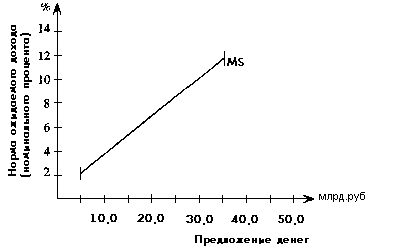 %
14
12
10
8
6
4
2
Норма ожидаемого дохода
(номинального процента)
MS
10,0 20,0 30,0 40,0 50,0
млрд.руб
Предложение денег